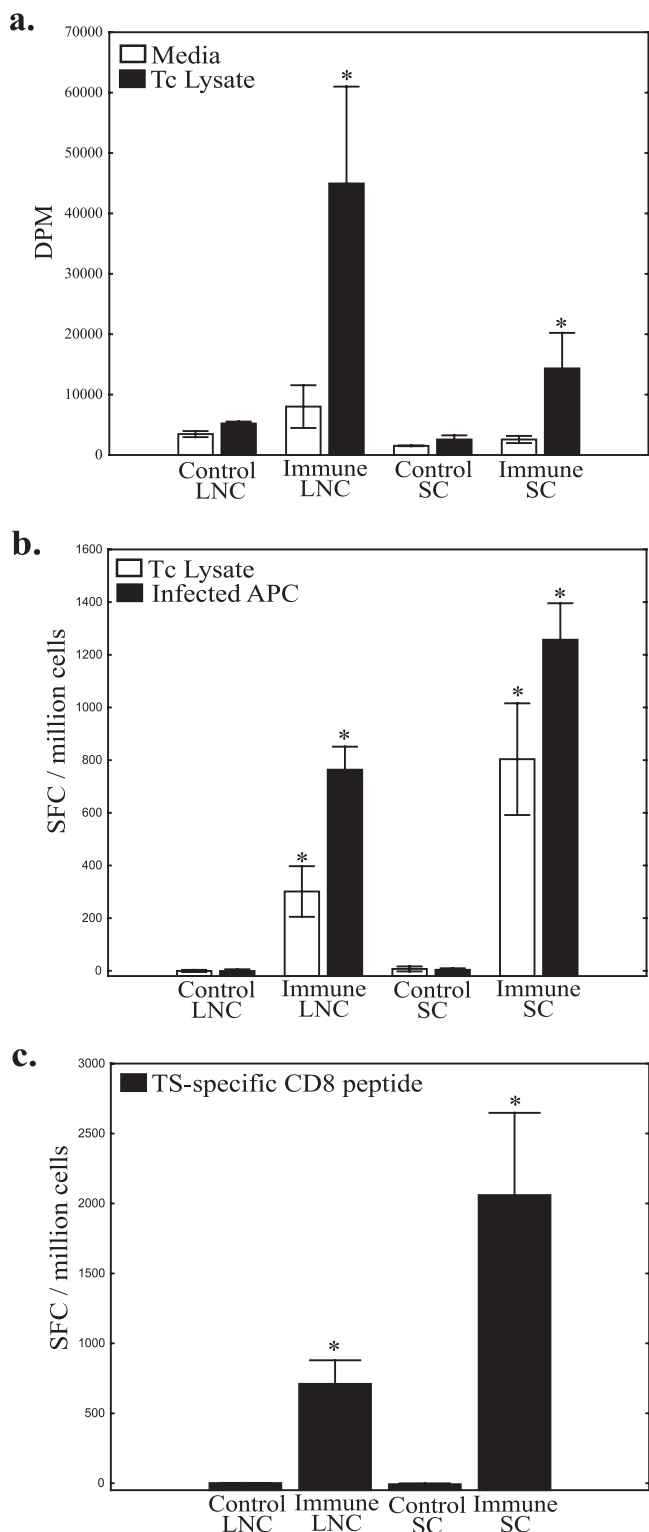 a.
70000
Media
Tc Lysate
*
60000
50000
40000
DPM
30000
*
20000
10000
0
Control Immune Control Immune
LNC LNC SC SC
b.
1600
Tc Lysate
Infected APC
*
1400
1200
*
1000
SFC / million cells
*
800
600
*
400
200
0
Control Immune Control Immune
LNC LNC SC SC
c.
3000
TS-specific CD8 peptide
*
2500
2000
SFC / million cells
1500
*
1000
500
0
Control Immune Control Immune
LNC LNC SC SC